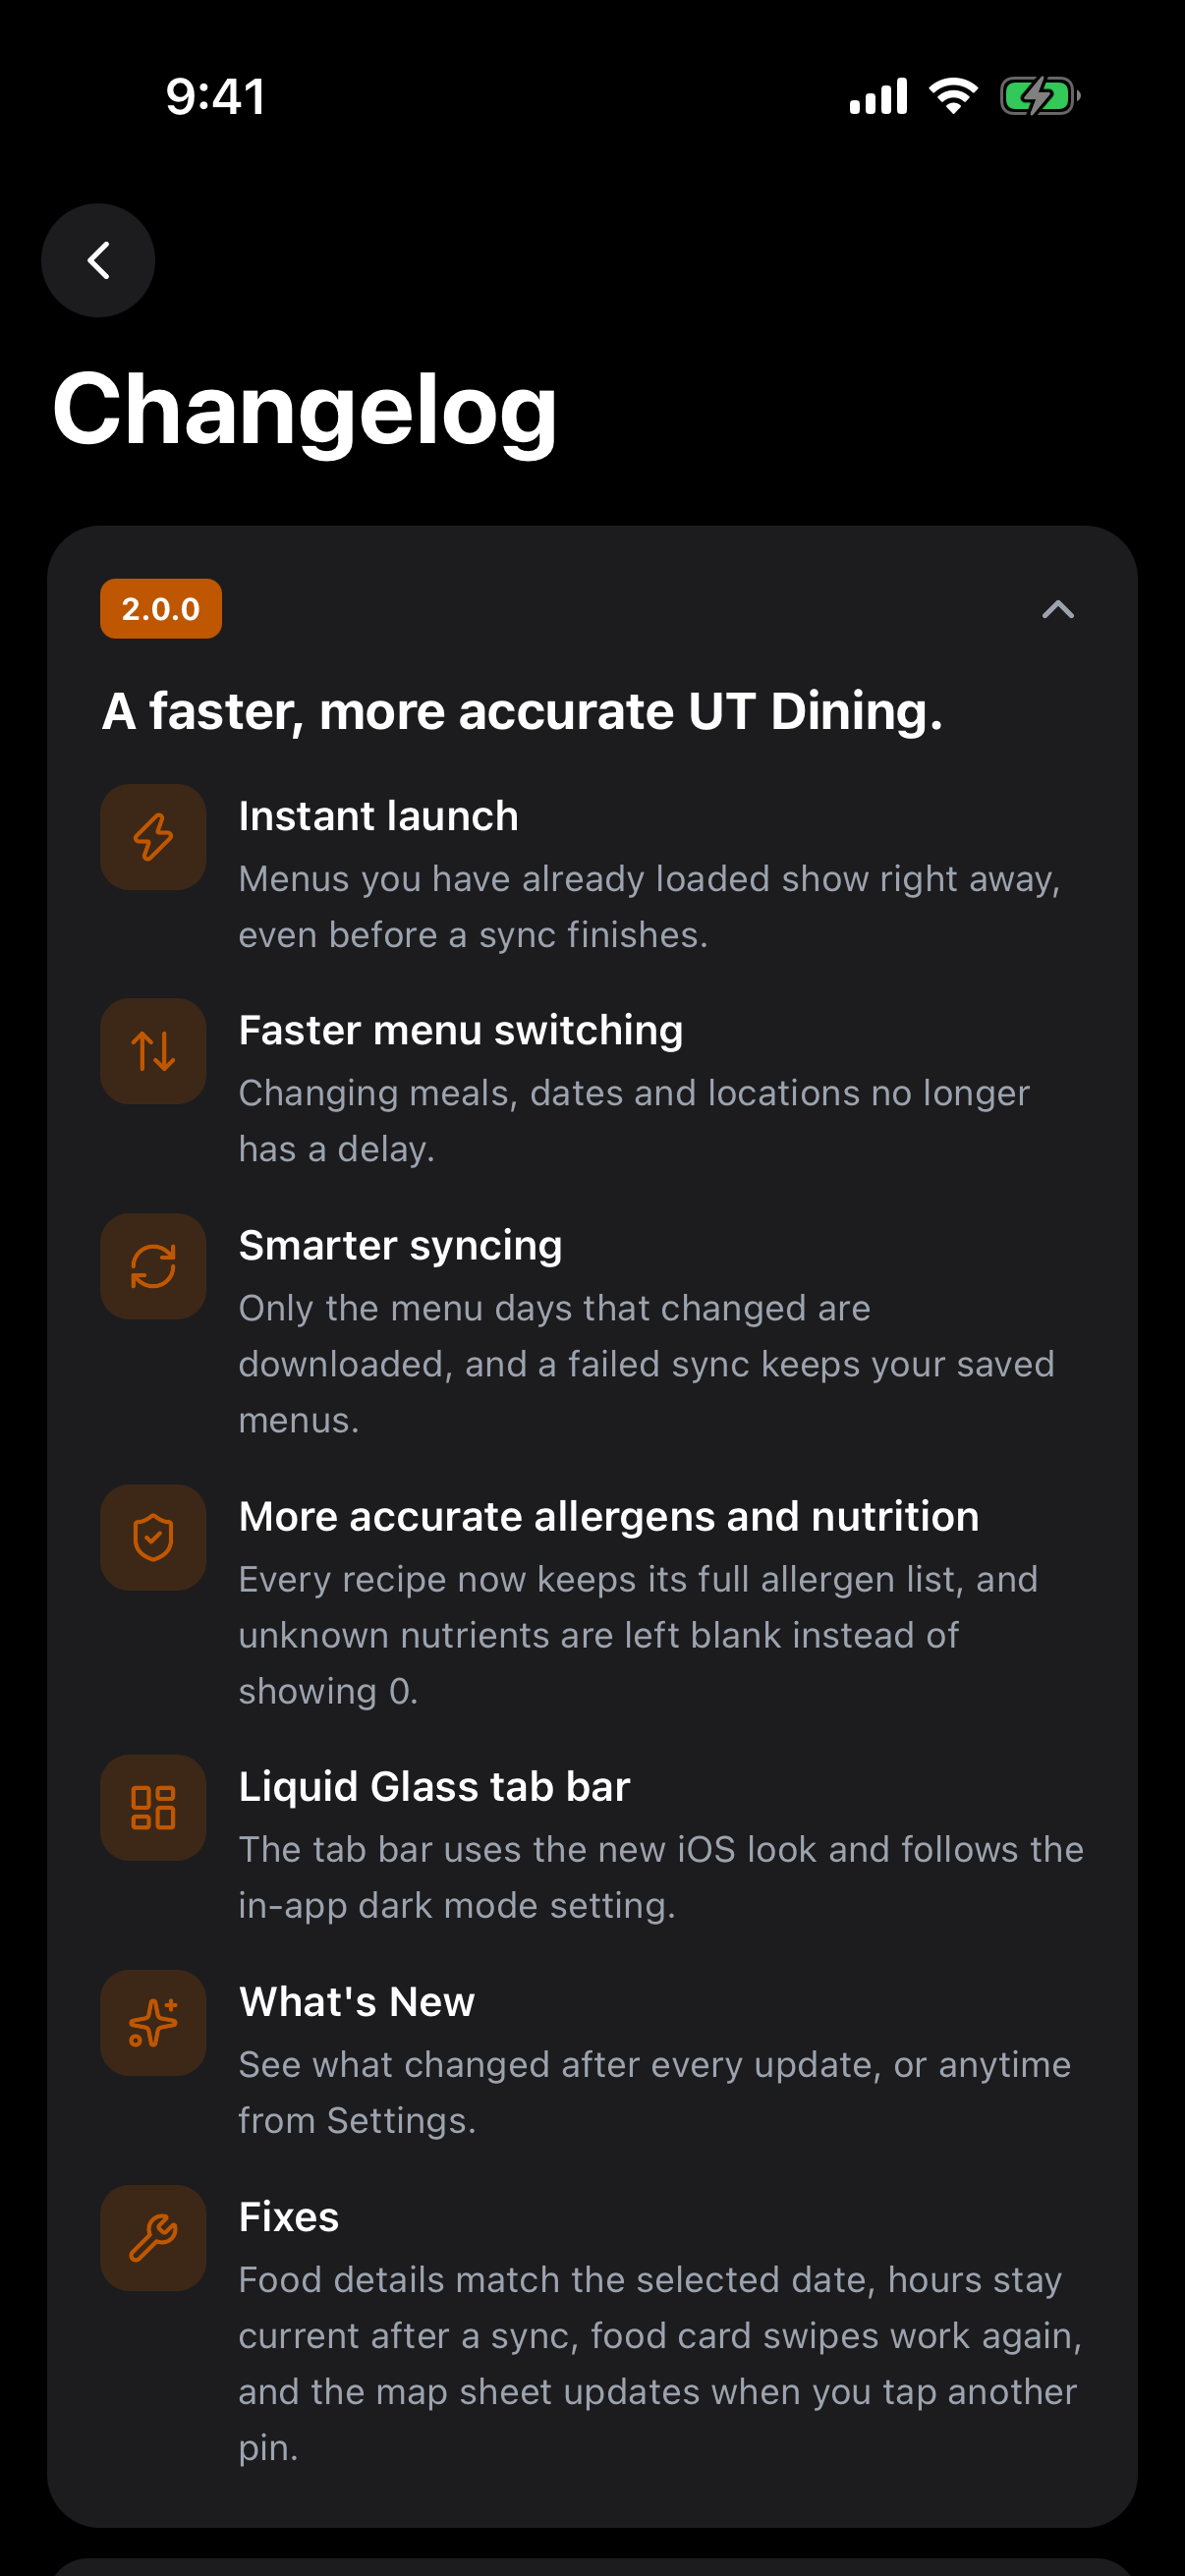 9:41
Changelog
2.0.0
A faster, more accurate UT Dining.
Instant launch
Menus you have already loaded show right away,
even before a sync finishes.
Faster menu switching
Changing meals, dates and locations no longer
has a delay.
Smarter syncing
Only the menu days that changed are
downloaded, and a failed sync keeps your saved
menus.
More accurate allergens and nutrition
Every recipe now keeps its full allergen list, and
unknown nutrients are left blank instead of
showing 0.
Liquid Glass tab bar
The tab bar uses the new iOS look and follows the
in-app dark mode setting.
What's New
See what changed after every update, or anytime
from Settings.
Fixes
Food details match the selected date, hours stay
current after a sync, food card swipes work again,
and the map sheet updates when you tap another
pin.